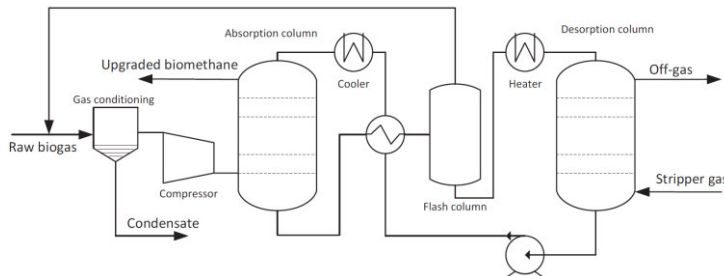 Absorption column
Desorption column
Upgraded biomethane
Cooler
Heater
Off-gas
Gas conditioning
Raw biogas
Compressor
Stripper gas
Flash column
Condensate